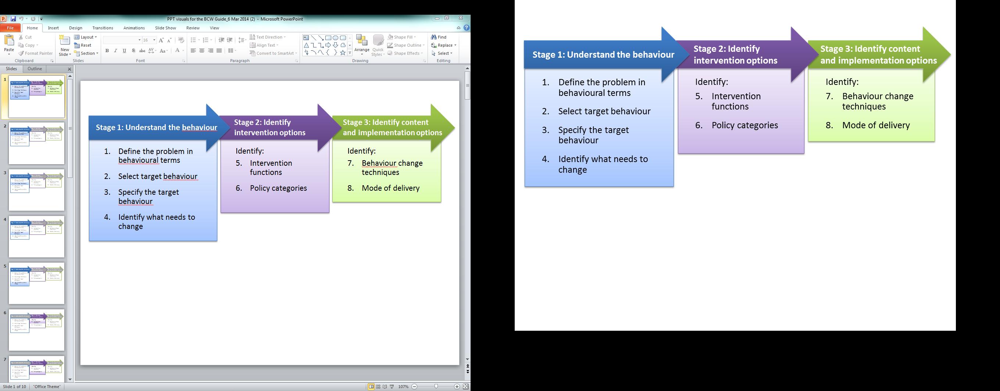 PPT visuals for the BCW Guide_6 Mar 2014 (2) - Microsoft PowerPoint
File Home Insert Design Transitions Animations Slide Show Review View
Cut
Copy
Format Painter
Paste
Clipboard
New
Slide
Layout
Reset
Section
Slides
16
Font
Text Direction
Align Text
Convert to SmartArt
Paragraph
Arrange
Quick
Styles
Shape Fill
Shape Outline
Shape Effects
Drawing
Find
Replace
Select
Editing
Slides Outline
1
2
3
4
5
6
7
Stage 1: Understand the behaviour
1. Define the problem in
behavioural terms
2. Select target behaviour
3. Specify the target
behaviour
4. Identify what needs to
change
Stage 2: Identify
intervention options
Identify:
5. Intervention
functions
6. Policy categories
Stage 3: Identify content
and implementation options
Identify:
7. Behaviour change
techniques
8. Mode of delivery
Slide 1 of 10 "Office Theme" 107%
Stage 1: Understand the behaviour
1. Define the problem in
behavioural terms
2. Select target behaviour
3. Specify the target
behaviour
4. Identify what needs to
change
Stage 2: Identify
intervention options
Identify:
5. Intervention
functions
6. Policy categories
Stage 3: Identify content
and implementation options
Identify:
7. Behaviour change
techniques
8. Mode of delivery